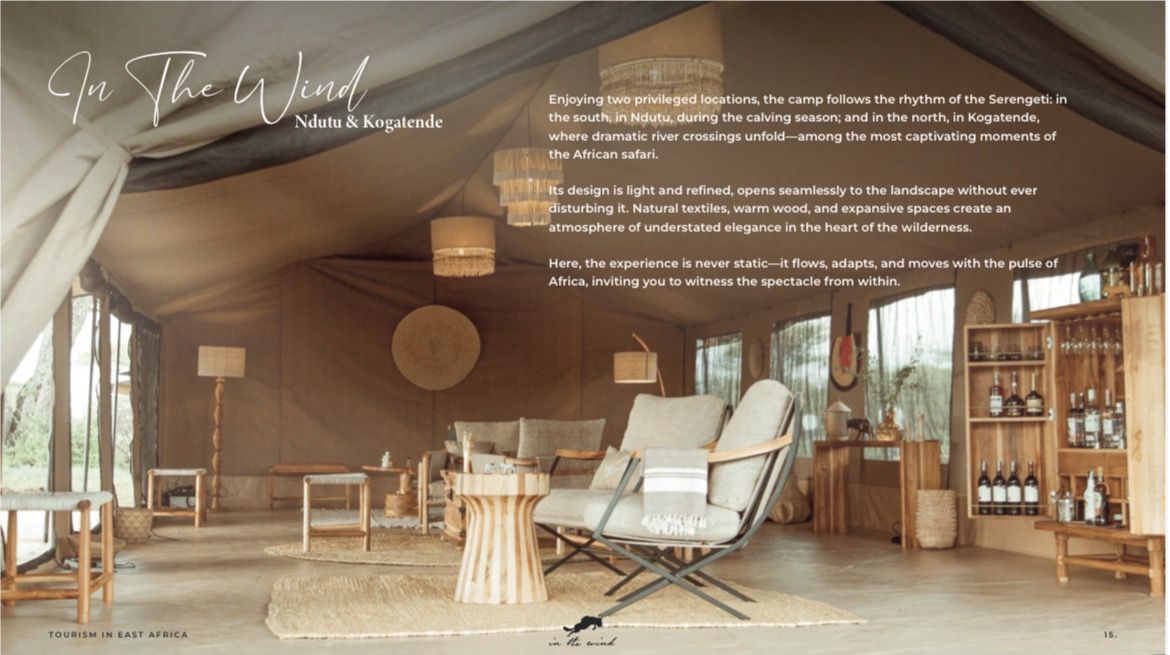 In The Wind
Ndutu & Kogatende
Enjoying two privileged locations, the camp follows the rhythm of the Serengeti: in
the south, in Ndutu, during the calving season; and in the north, in Kogatende,
where dramatic river crossings unfold—among the most captivating moments of
the African safari.
Its design is light and refined, opens seamlessly to the landscape without ever
disturbing it. Natural textiles, warm wood, and expansive spaces create an
atmosphere of understated elegance in the heart of the wilderness.
Here, the experience is never static—it flows, adapts, and moves with the pulse of
Africa, inviting you to witness the spectacle from within.
TOURISM IN EAST AFRICA
in the wind
15.